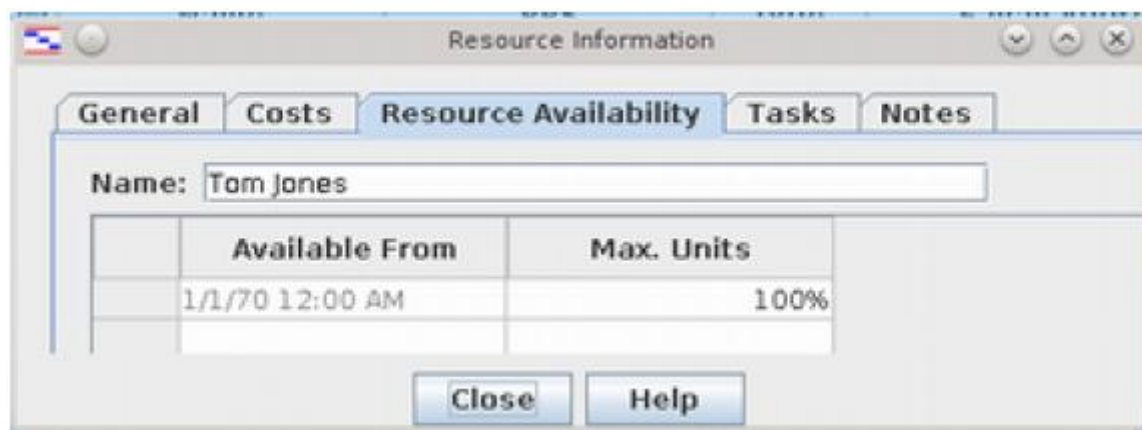 Resource Information
General Costs Resource Availability Tasks Notes
Name: Tom Jones
Available From Max. Units
1/1/70 12:00 AM 100%
Close Help